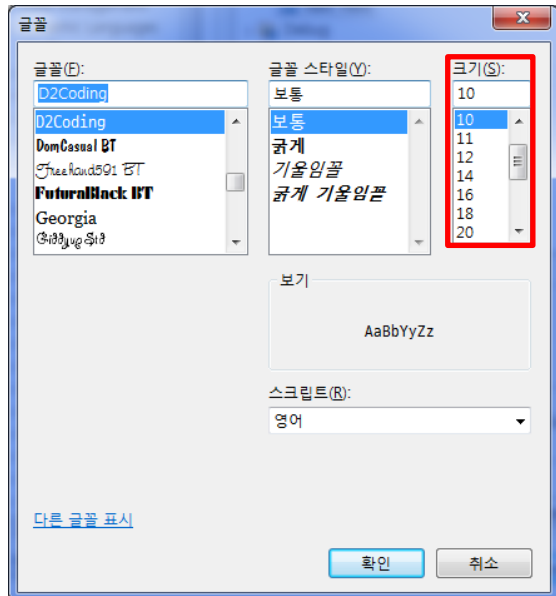 글꼴
글꼴(F):
D2Coding
D2Coding
DomCasual BT
Freehand591 BT
FuturaBlack BT
Georgia
Giddyup Std
글꼴 스타일(Y):
보통
보통
굵게
기울임꼴
굵게 기울임꼴
크기(S):
10
10
11
12
14
16
18
20
보기
AaBbYyZz
스크립트(R):
영어
다른 글꼴 표시
확인
취소